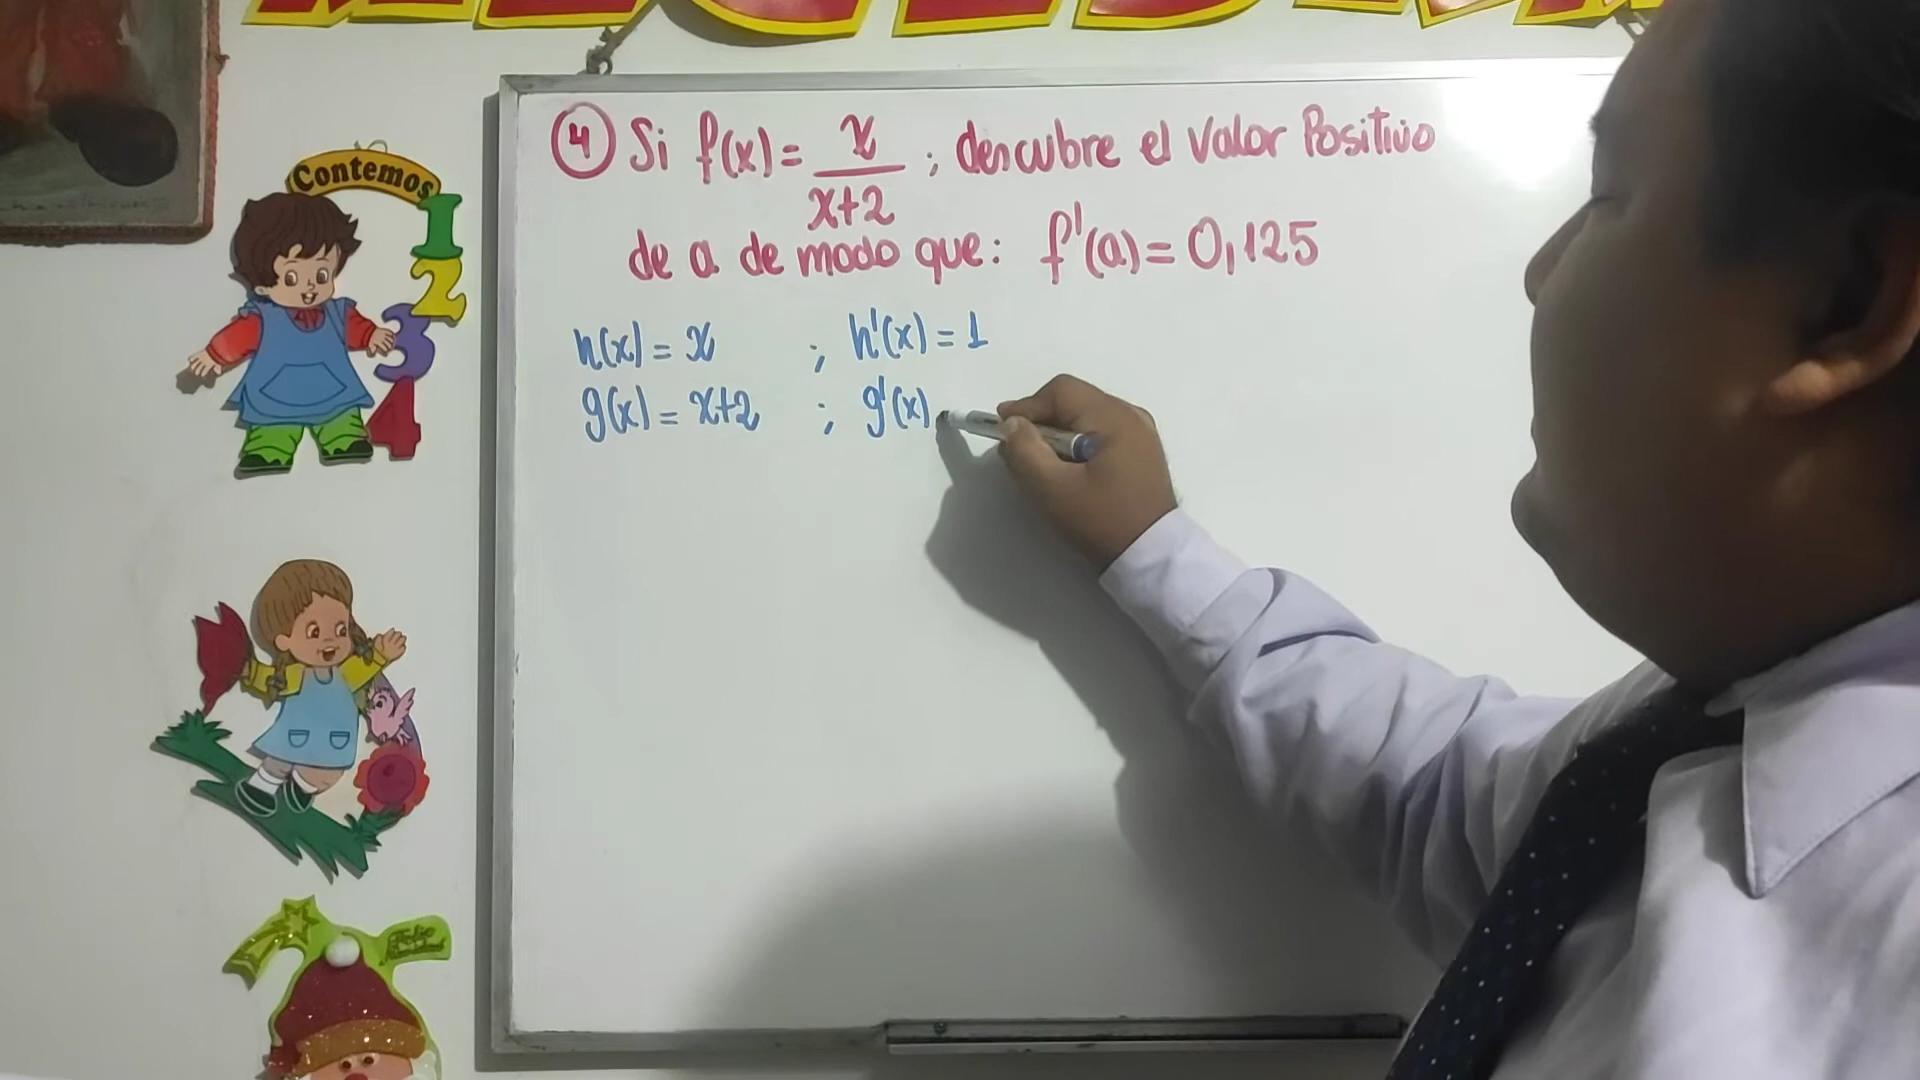 Contemos
1
2
3
4
④ Si f(x) = x/(x+2) ; descubre el valor Positivo
de a de modo que: f'(a) = 0,125
h(x) = x ; h'(x) = 1
g(x) = x+2 ; g'(x)